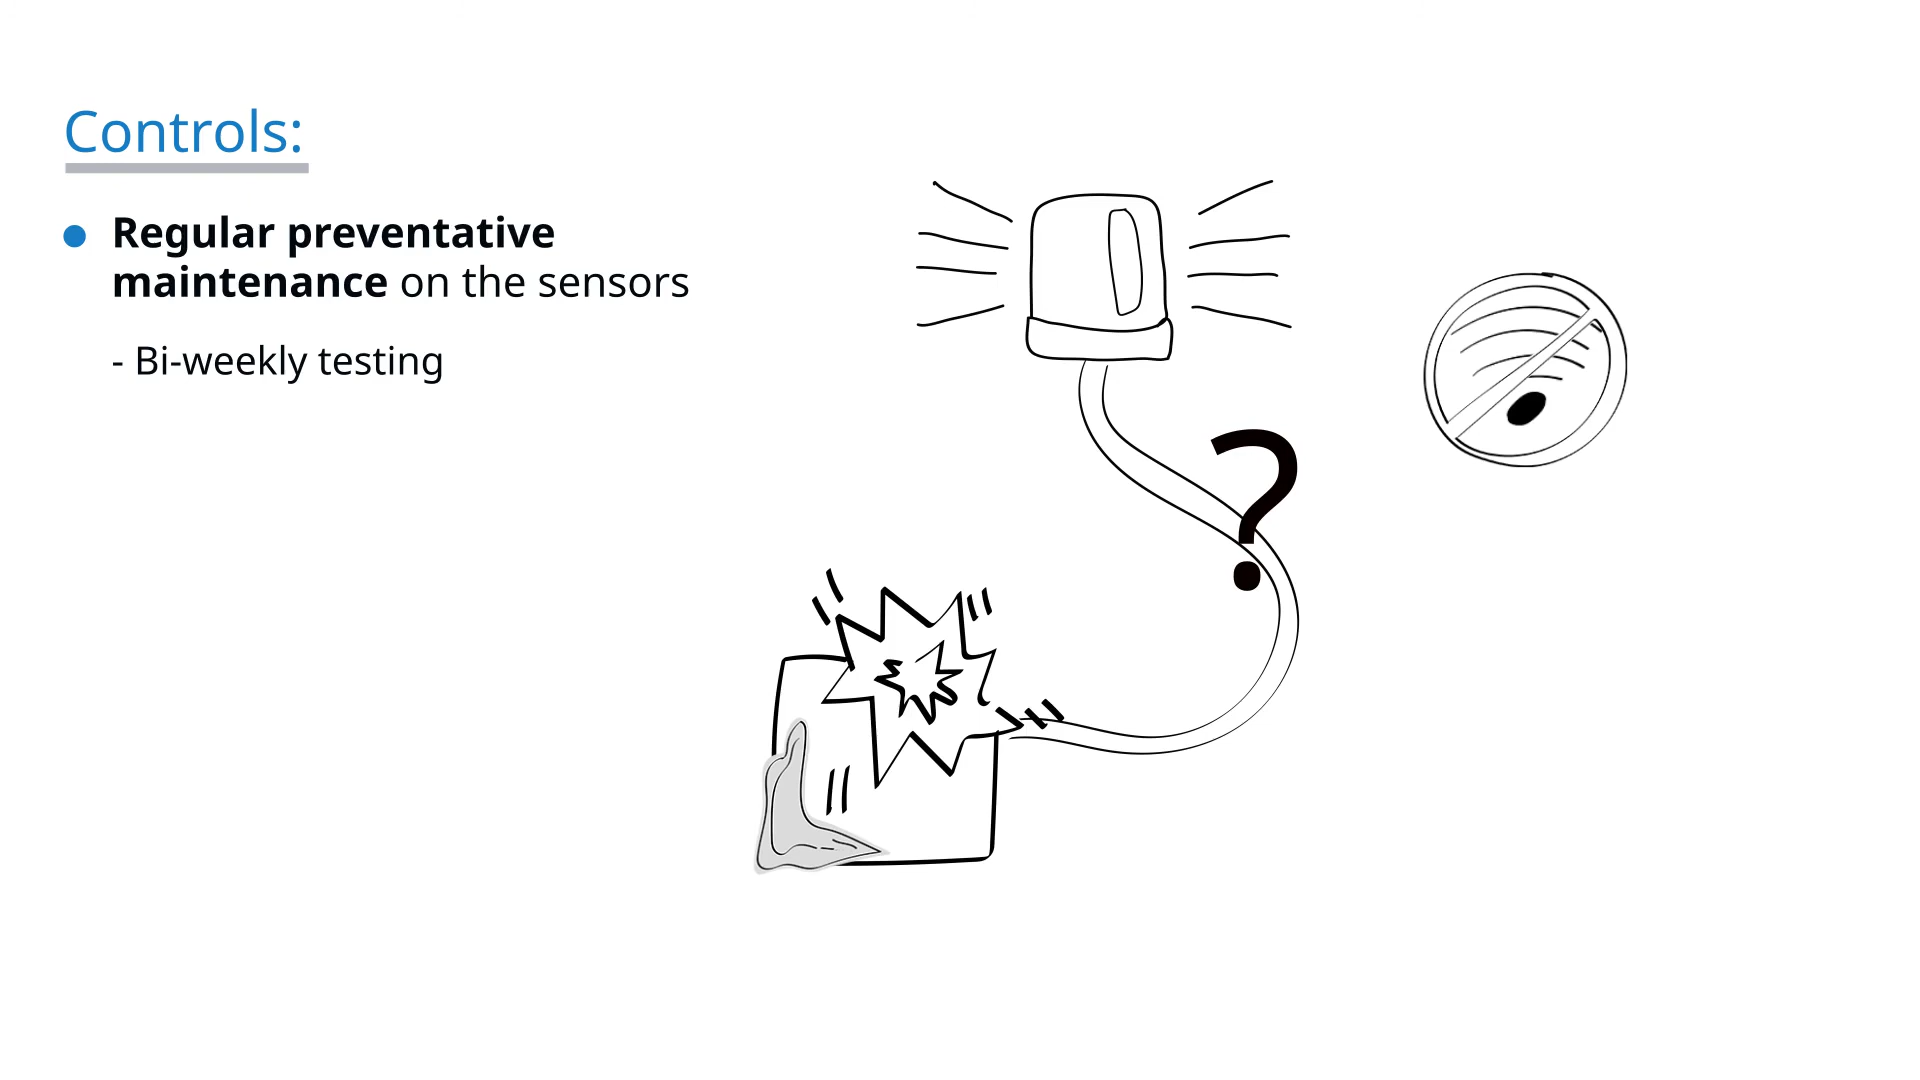 Controls:
Regular preventative
maintenance on the sensors
- Bi-weekly testing
?